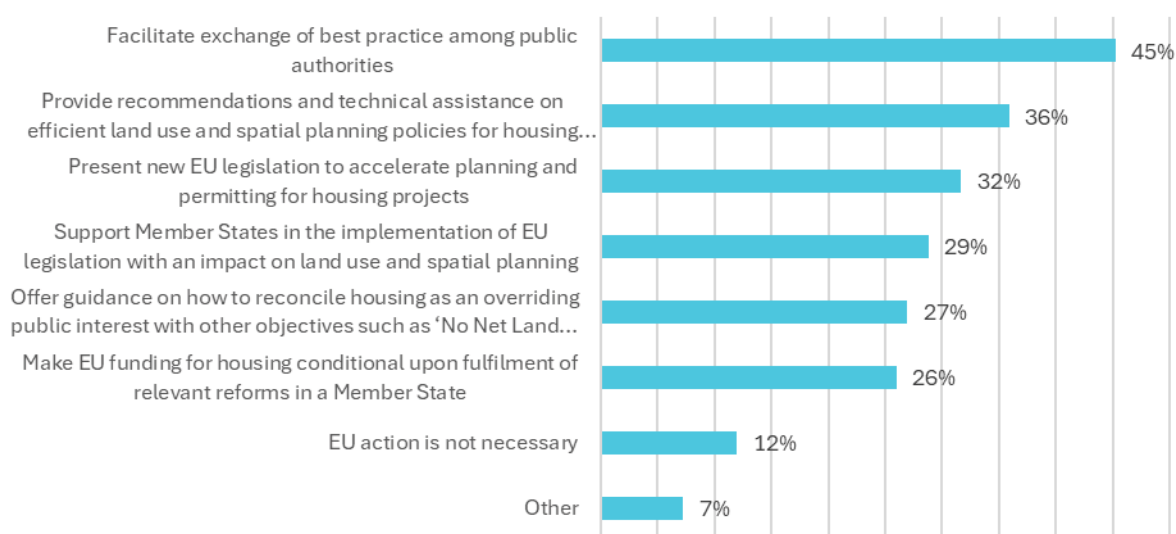 Facilitate exchange of best practice among public
authorities
45%
Provide recommendations and technical assistance on
efficient land use and spatial planning policies for housing...
36%
Present new EU legislation to accelerate planning and
permitting for housing projects
32%
Support Member States in the implementation of EU
legislation with an impact on land use and spatial planning
29%
Offer guidance on how to reconcile housing as an overriding
public interest with other objectives such as ‘No Net Land...
27%
Make EU funding for housing conditional upon fulfilment of
relevant reforms in a Member State
26%
EU action is not necessary
12%
Other
7%